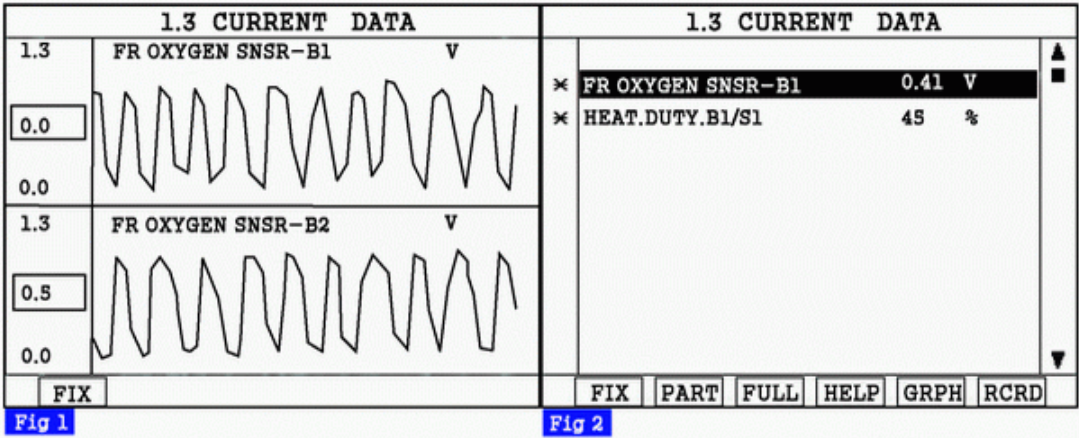 1.3 CURRENT DATA
1.3
FR OXYGEN SNSR-B1 V
0.0
0.0
1.3
FR OXYGEN SNSR-B2 V
0.5
0.0
FIX
Fig 1
1.3 CURRENT DATA
* FR OXYGEN SNSR-B1 0.41 V
* HEAT.DUTY.B1/S1 45 %
FIX PART FULL HELP GRPH RCRD
Fig 2